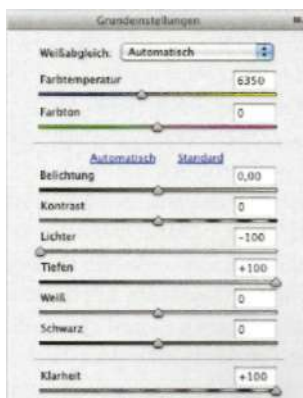 Grundeinstellungen
Weißabgleich: Automatisch
Farbtemperatur 6350
Farbton 0
Automatisch Standard
Belichtung 0,00
Kontrast 0
Lichter -100
Tiefen +100
Weiß 0
Schwarz 0
Klarheit +100